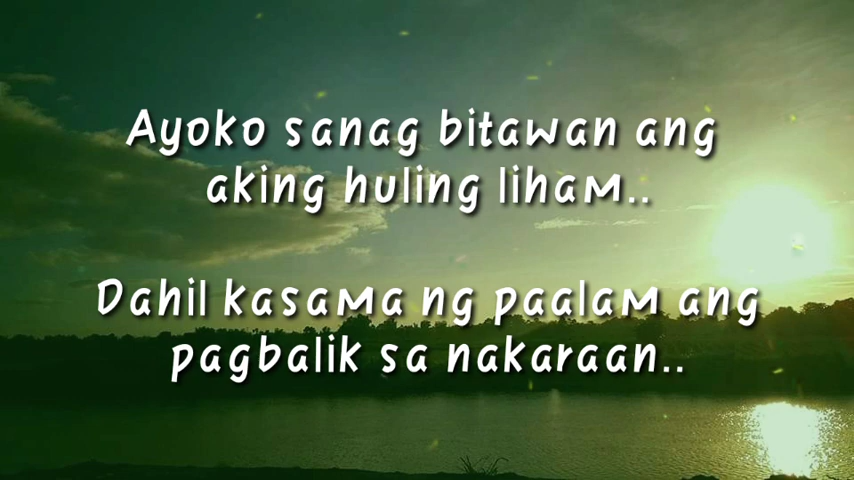 Ayoko sanag bitawan ang
aking huling liham..
Dahil kasama ng paalam ang
pagbalik sa nakaraan..